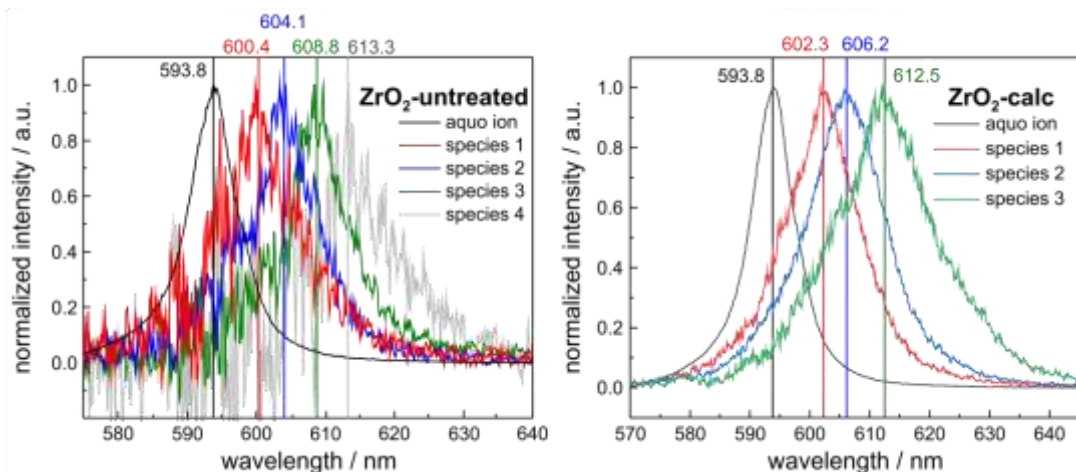 604.1
600.4 608.8 613.3
593.8
ZrO₂-untreated
aquo ion
species 1
species 2
species 3
species 4
normalized intensity / a.u.
1.0
0.8
0.6
0.4
0.2
0.0
580 590 600 610 620 630 640
wavelength / nm
602.3 606.2
593.8 612.5
ZrO₂-calc
aquo ion
species 1
species 2
species 3
normalized intensity / a.u.
1.0
0.8
0.6
0.4
0.2
0.0
570 580 590 600 610 620 630 640
wavelength / nm